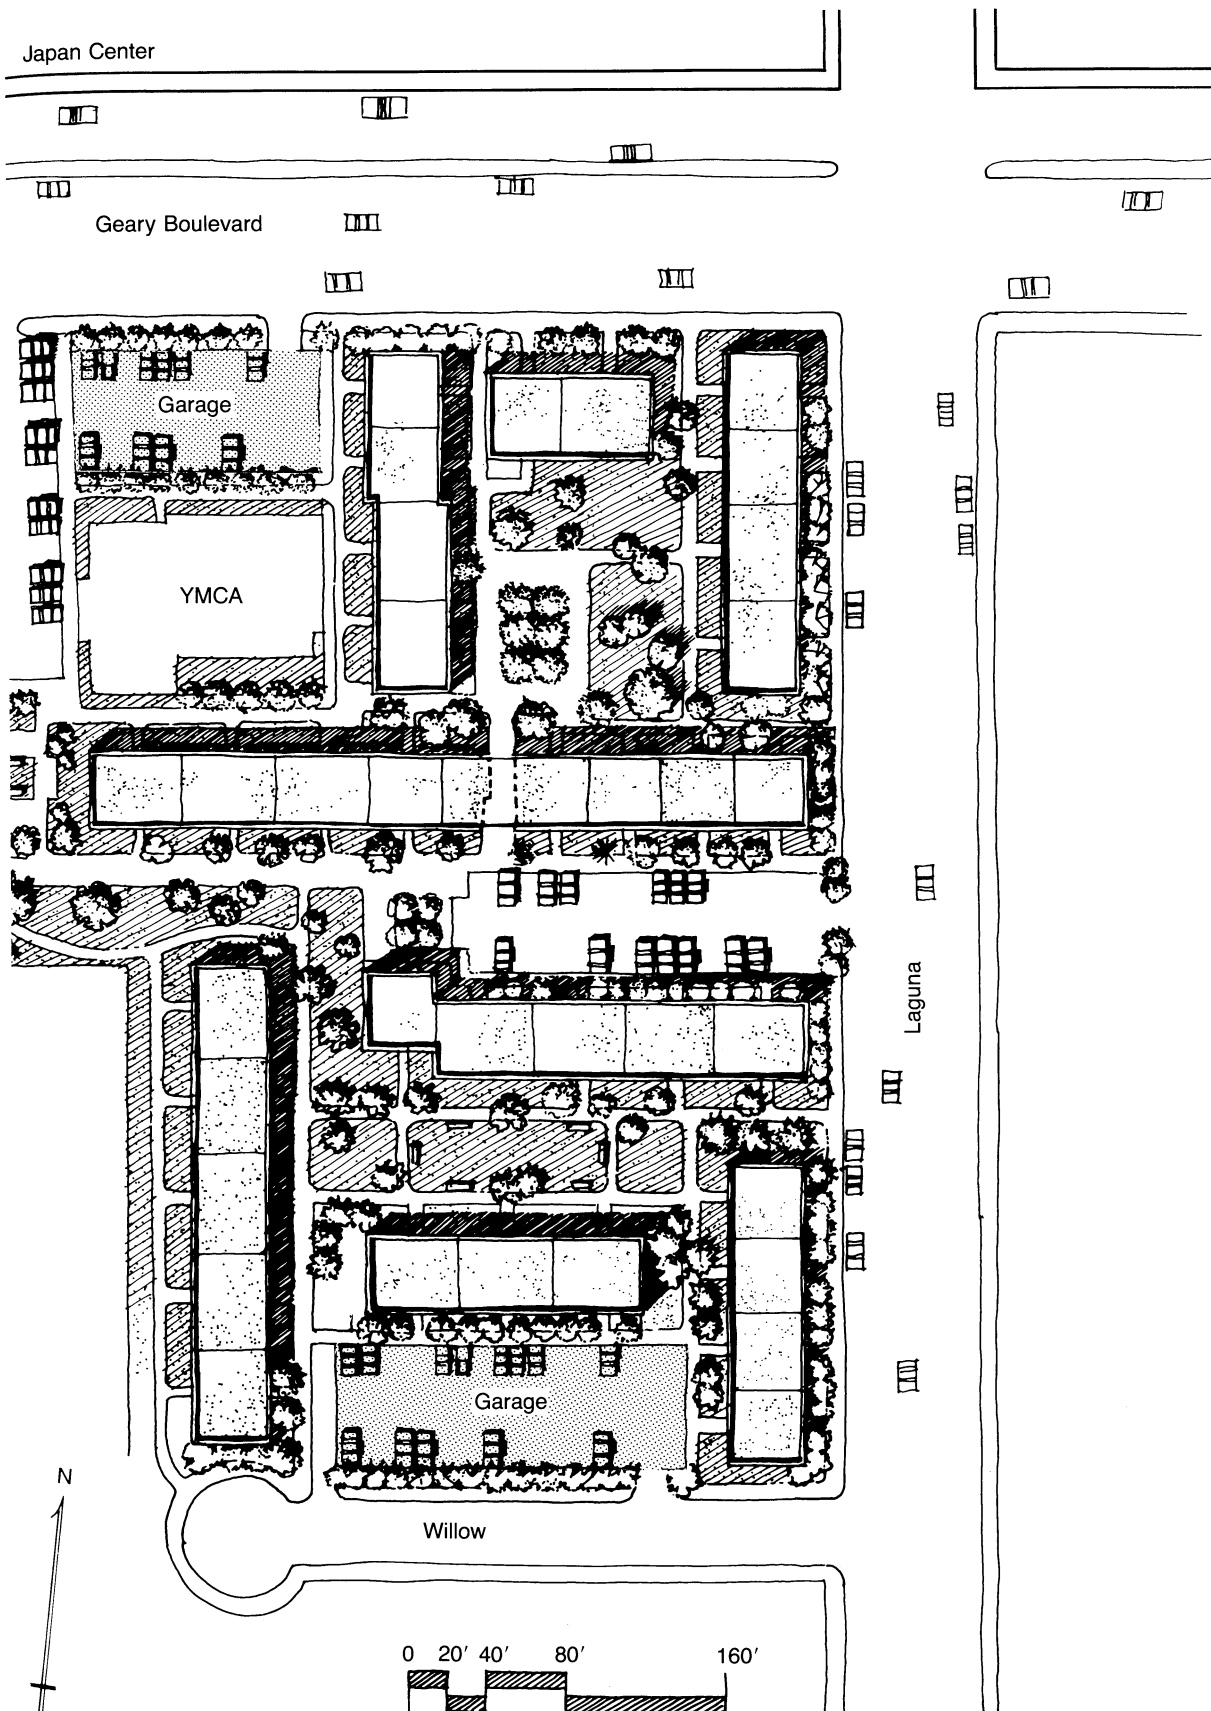 Japan Center
Geary Boulevard
Garage
YMCA
Laguna
Garage
N
Willow
0 20' 40' 80' 160'